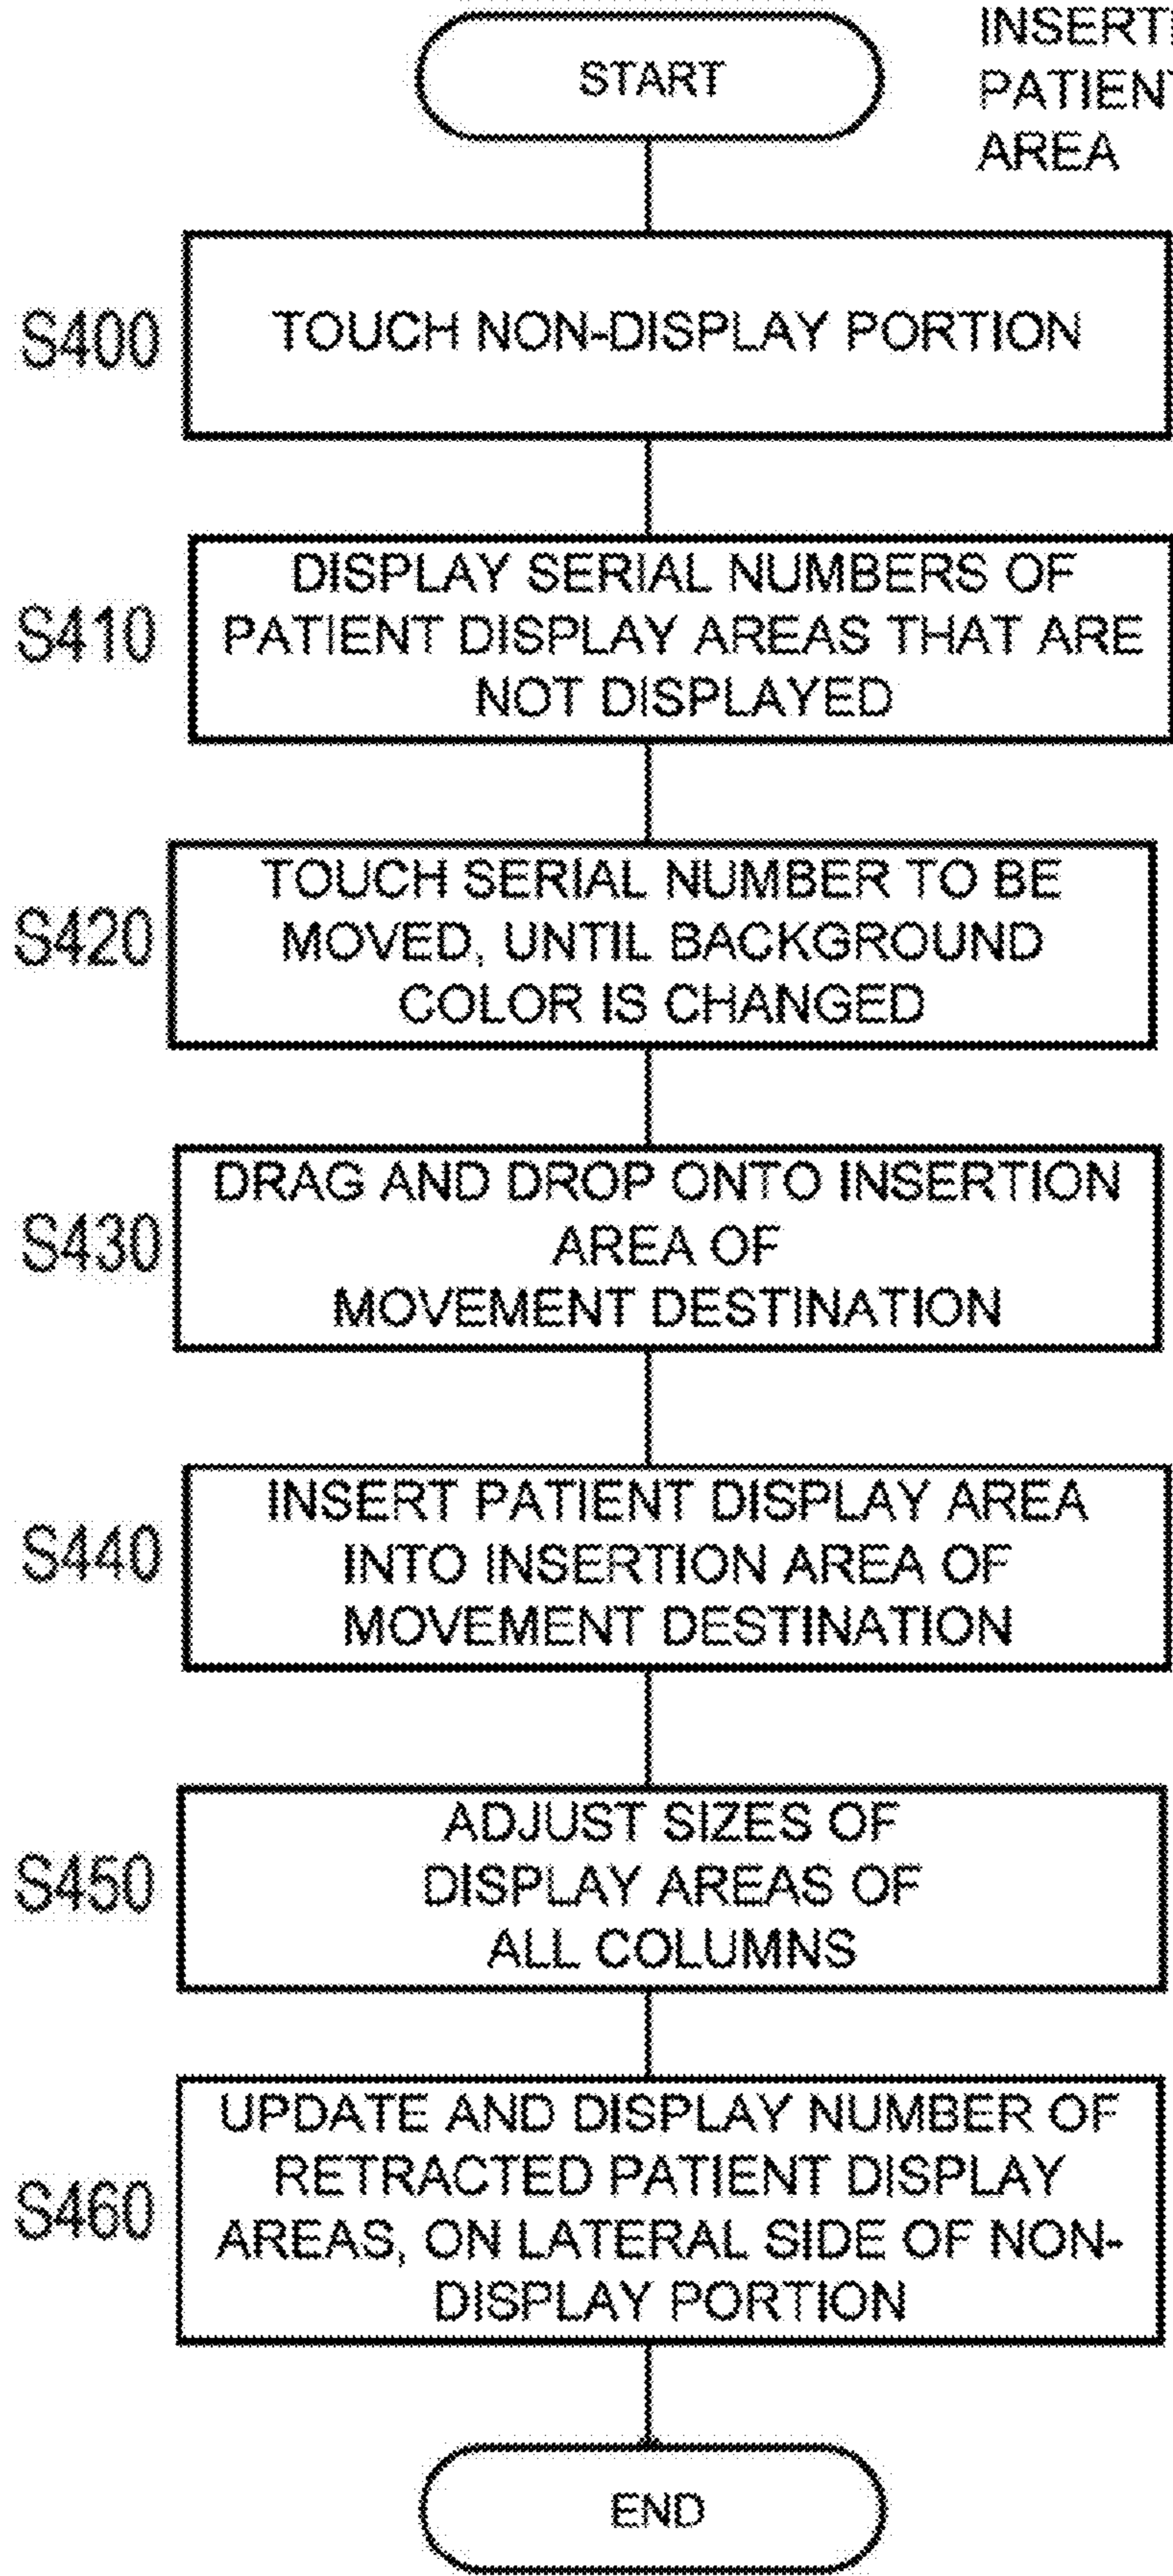 START
INSERT
PATIENT
AREA
S400
TOUCH NON-DISPLAY PORTION
S410
DISPLAY SERIAL NUMBERS OF
PATIENT DISPLAY AREAS THAT ARE
NOT DISPLAYED
S420
TOUCH SERIAL NUMBER TO BE
MOVED, UNTIL BACKGROUND
COLOR IS CHANGED
S430
DRAG AND DROP ONTO INSERTION
AREA OF
MOVEMENT DESTINATION
S440
INSERT PATIENT DISPLAY AREA
INTO INSERTION AREA OF
MOVEMENT DESTINATION
S450
ADJUST SIZES OF
DISPLAY AREAS OF
ALL COLUMNS
S460
UPDATE AND DISPLAY NUMBER OF
RETRACTED PATIENT DISPLAY
AREAS, ON LATERAL SIDE OF NON-
DISPLAY PORTION
END